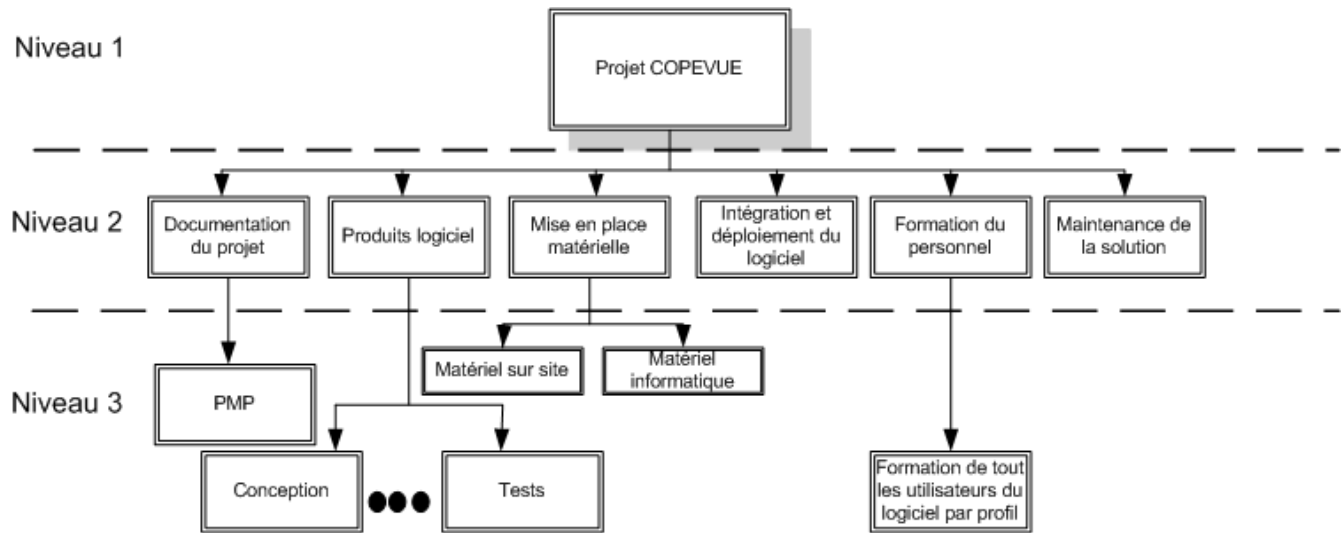 Niveau 1
Projet COPEVUE
Niveau 2
Documentation
du projet
Produits logiciel
Mise en place
matérielle
Intégration et
déploiement du
logiciel
Formation du
personnel
Maintenance de
la solution
Niveau 3
PMP
Matériel sur site
Matériel
informatique
Conception
Tests
Formation de tout
les utilisateurs du
logiciel par profil